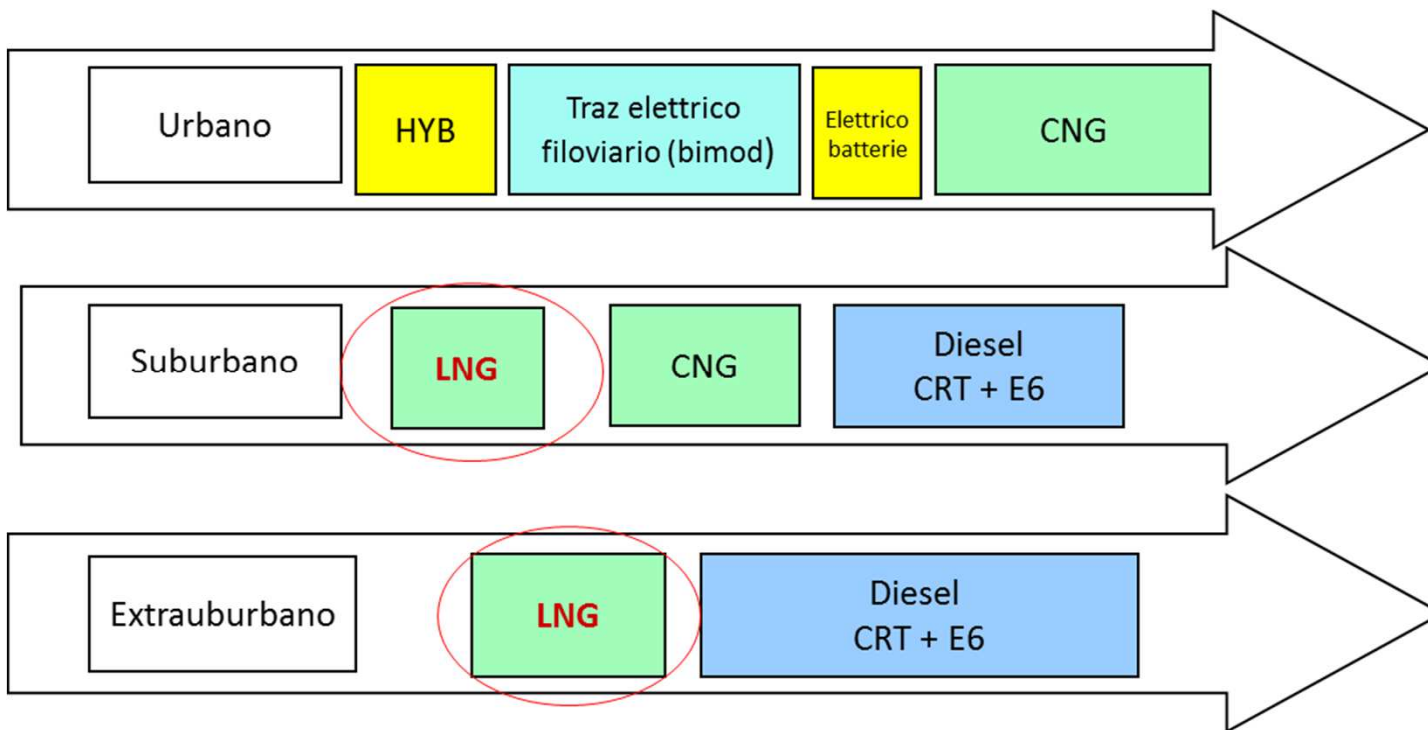 Urbano
HYB
Traz elettrico
filoviario (bimod)
Elettrico
batterie
CNG
Suburbano
LNG
CNG
Diesel
CRT + E6
Extrauburbano
LNG
Diesel
CRT + E6